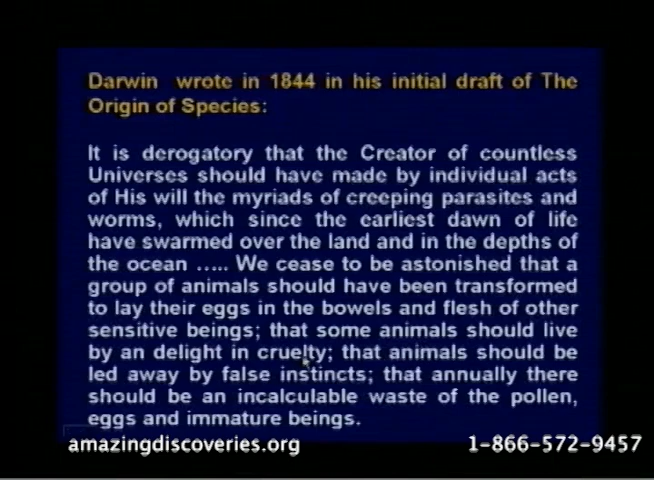 Darwin wrote in 1844 in his initial draft of The
Origin of Species:
It is derogatory that the Creator of countless
Universes should have made by individual acts
of His will the myriads of creeping parasites and
worms, which since the earliest dawn of life
have swarmed over the land and in the depths of
the ocean ..... We cease to be astonished that a
group of animals should have been transformed
to lay their eggs in the bowels and flesh of other
sensitive beings; that some animals should live
by an delight in cruelty; that animals should be
led away by false instincts; that annually there
should be an incalculable waste of the pollen,
eggs and immature beings.
amazingdiscoveries.org 1-866-572-9457